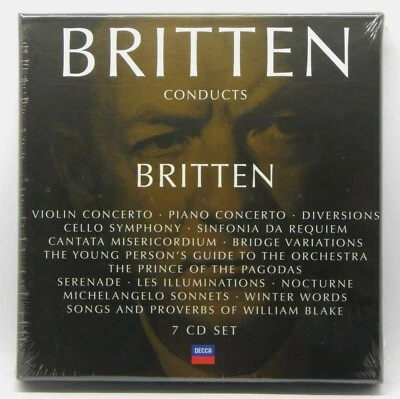 BRITTEN
CONDUCTS
BRITTEN
VIOLIN CONCERTO · PIANO CONCERTO · DIVERSIONS
CELLO SYMPHONY · SINFONIA DA REQUIEM
CANTATA MISERICORDIUM · BRIDGE VARIATIONS
THE YOUNG PERSON'S GUIDE TO THE ORCHESTRA
THE PRINCE OF THE PAGODAS
SERENADE · LES ILLUMINATIONS · NOCTURNE
MICHELANGELO SONNETS · WINTER WORDS
SONGS AND PROVERBS OF WILLIAM BLAKE
7 CD SET
DECCA